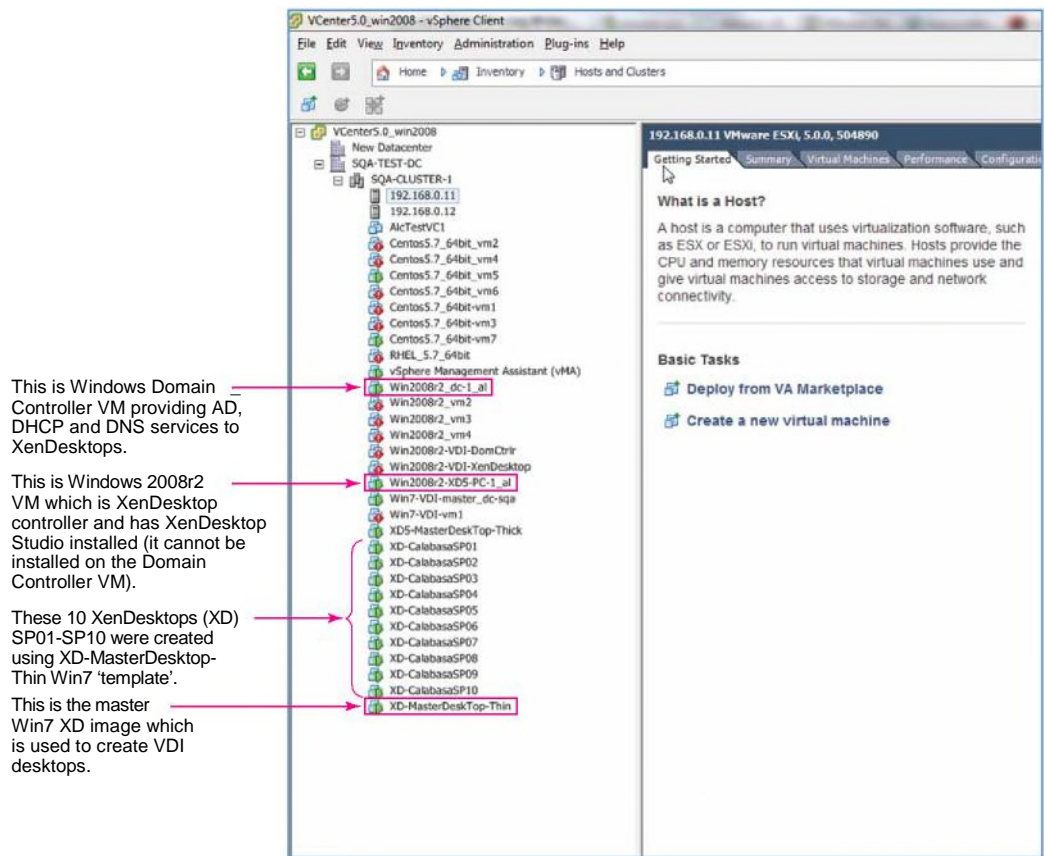 VCenter5.0_win2008 - vSphere Client
File Edit View Inventory Administration Plug-ins Help
Home Inventory Hosts and Clusters
VCenter5.0_win2008
New Datacenter
SQA-TEST-DC
SQA-CLUSTER-1
192.168.0.11
192.168.0.12
AlcTestVC1
Centos5.7_64bit_vm2
Centos5.7_64bit_vm4
Centos5.7_64bit_vm5
Centos5.7_64bit_vm6
Centos5.7_64bit-vm1
Centos5.7_64bit-vm3
Centos5.7_64bit-vm7
RHEL_5.7_64bit
vSphere Management Assistant (vMA)
Win2008r2_dc-1_al
Win2008r2_vm2
Win2008r2_vm3
Win2008r2_vm4
Win2008r2-VDI-DomCtrlr
Win2008r2-VDI-XenDesktop
Win2008r2-XD5-PC-1_al
Win7-VDI-master_dc-sqa
Win7-VDI-vm1
XD5-MasterDeskTop-Thick
XD-CalabasaSP01
XD-CalabasaSP02
XD-CalabasaSP03
XD-CalabasaSP04
XD-CalabasaSP05
XD-CalabasaSP06
XD-CalabasaSP07
XD-CalabasaSP08
XD-CalabasaSP09
XD-CalabasaSP10
XD-MasterDeskTop-Thin
192.168.0.11 VMware ESXi, 5.0.0, 504890
Getting Started Summary Virtual Machines Performance Configurati
What is a Host?
A host is a computer that uses virtualization software, such
as ESX or ESXi, to run virtual machines. Hosts provide the
CPU and memory resources that virtual machines use and
give virtual machines access to storage and network
connectivity.
Basic Tasks
Deploy from VA Marketplace
Create a new virtual machine
This is Windows Domain
Controller VM providing AD,
DHCP and DNS services to
XenDesktops.
This is Windows 2008r2
VM which is XenDesktop
controller and has XenDesktop
Studio installed (it cannot be
installed on the Domain
Controller VM).
These 10 XenDesktops (XD)
SP01-SP10 were created
using XD-MasterDesktop-
Thin Win7 ‘template’.
This is the master
Win7 XD image which
is used to create VDI
desktops.